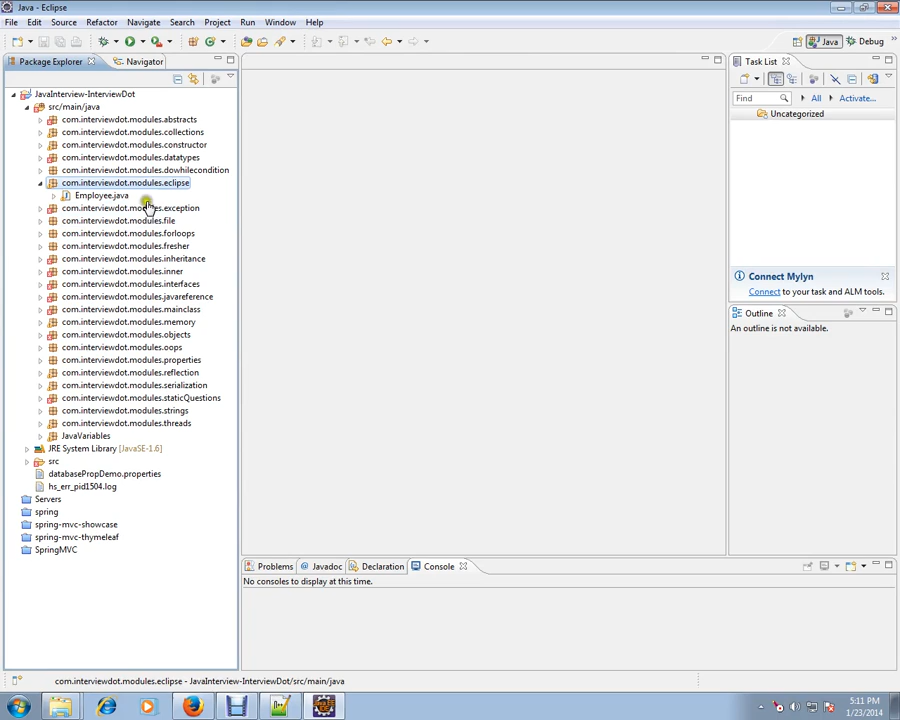 Java - Eclipse
File Edit Source Refactor Navigate Search Project Run Window Help
Java Debug
Package Explorer Navigator
Task List
Find All Activate...
Uncategorized
JavaInterview-InterviewDot
src/main/java
com.interviewdot.modules.abstracts
com.interviewdot.modules.collections
com.interviewdot.modules.constructor
com.interviewdot.modules.datatypes
com.interviewdot.modules.dowhilecondition
com.interviewdot.modules.eclipse
Employee.java
com.interviewdot.modules.exception
com.interviewdot.modules.file
com.interviewdot.modules.forloops
com.interviewdot.modules.fresher
com.interviewdot.modules.inheritance
com.interviewdot.modules.inner
com.interviewdot.modules.interfaces
com.interviewdot.modules.javareference
com.interviewdot.modules.mainclass
com.interviewdot.modules.memory
com.interviewdot.modules.objects
com.interviewdot.modules.oops
com.interviewdot.modules.properties
com.interviewdot.modules.reflection
com.interviewdot.modules.serialization
com.interviewdot.modules.staticQuestions
com.interviewdot.modules.strings
com.interviewdot.modules.threads
JavaVariables
JRE System Library [JavaSE-1.6]
src
databasePropDemo.properties
hs_err_pid1504.log
Servers
spring
spring-mvc-showcase
spring-mvc-thymeleaf
SpringMVC
Connect Mylyn
Connect to your task and ALM tools.
Outline
An outline is not available.
Problems @ Javadoc Declaration Console
No consoles to display at this time.
com.interviewdot.modules.eclipse - JavaInterview-InterviewDot/src/main/java
5:11 PM
1/23/2014